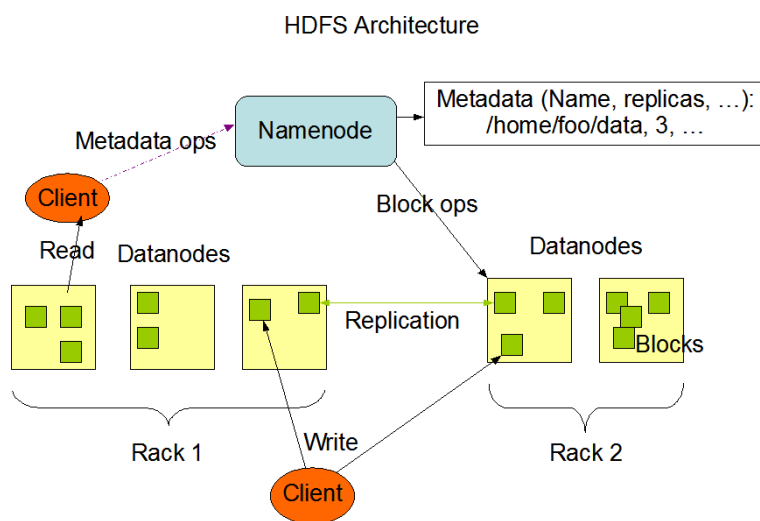 HDFS Architecture
Metadata (Name, replicas, …):
/home/foo/data, 3, …
Namenode
Metadata ops
Client
Block ops
Read
Datanodes
Datanodes
Replication
Blocks
Rack 1
Write
Rack 2
Client